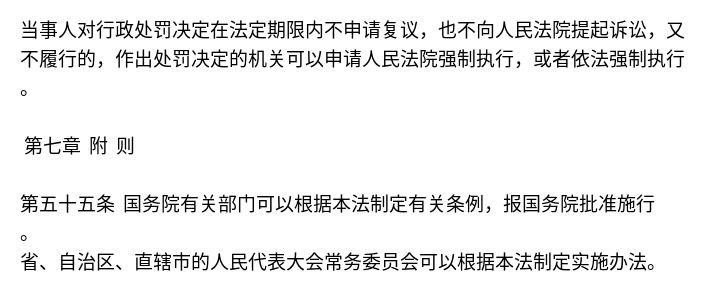 当事人对行政处罚决定在法定期限内不申请复议，也不向人民法院提起诉讼，又
不履行的，作出处罚决定的机关可以申请人民法院强制执行，或者依法强制执行
。
第七章 附 则
第五十五条 国务院有关部门可以根据本法制定有关条例，报国务院批准施行
。
省、自治区、直辖市的人民代表大会常务委员会可以根据本法制定实施办法。